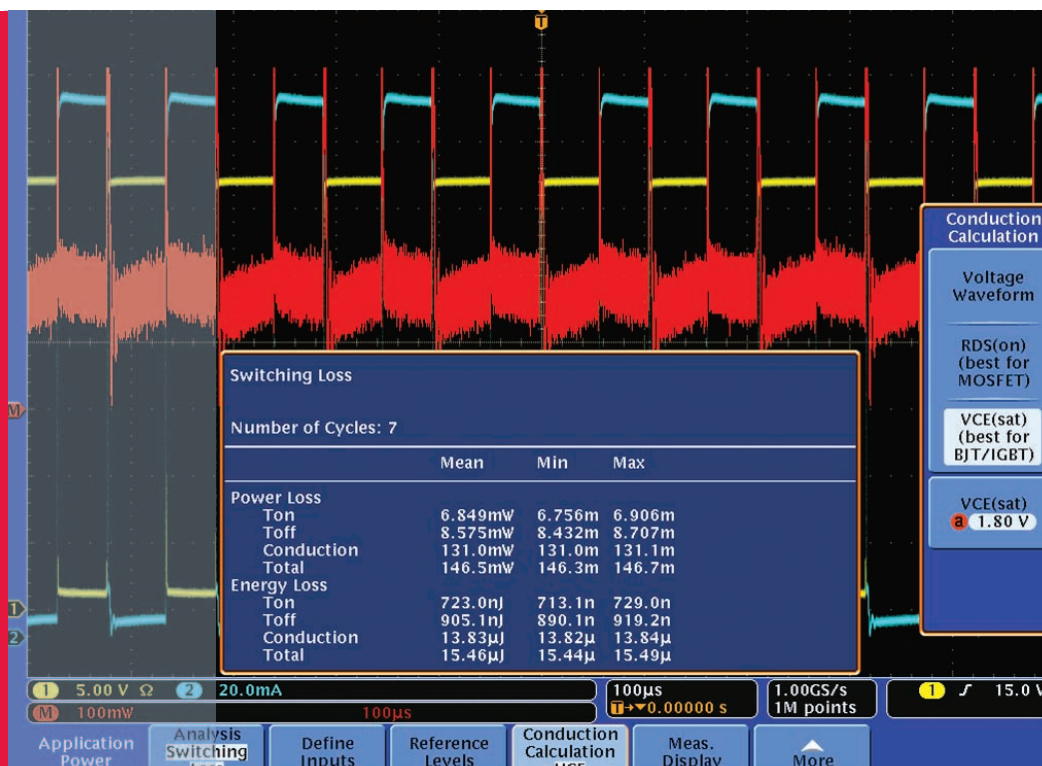 T
Conduction
Calculation
Voltage
Waveform
RDS(on)
(best for
MOSFET)
VCE(sat)
(best for
BJT/IGBT)
VCE(sat)
a 1.80 V
M
1
2
Switching Loss
Number of Cycles: 7
Mean Min Max
Power Loss
Ton 6.849mW 6.756m 6.906m
Toff 8.575mW 8.432m 8.707m
Conduction 131.0mW 131.0m 131.1m
Total 146.5mW 146.3m 146.7m
Energy Loss
Ton 723.0nJ 713.1n 729.0n
Toff 905.1nJ 890.1n 919.2n
Conduction 13.83µJ 13.82µ 13.84µ
Total 15.46µJ 15.44µ 15.49µ
1 5.00 V Ω 2 20.0mA 100µs 1.00GS/s 1 15.0 V
M 100mW 100µs T→▼0.00000 s 1M points
Application
Power
Analysis
Switching
Define
Inputs
Reference
Levels
Conduction
Calculation
Meas.
Display
More